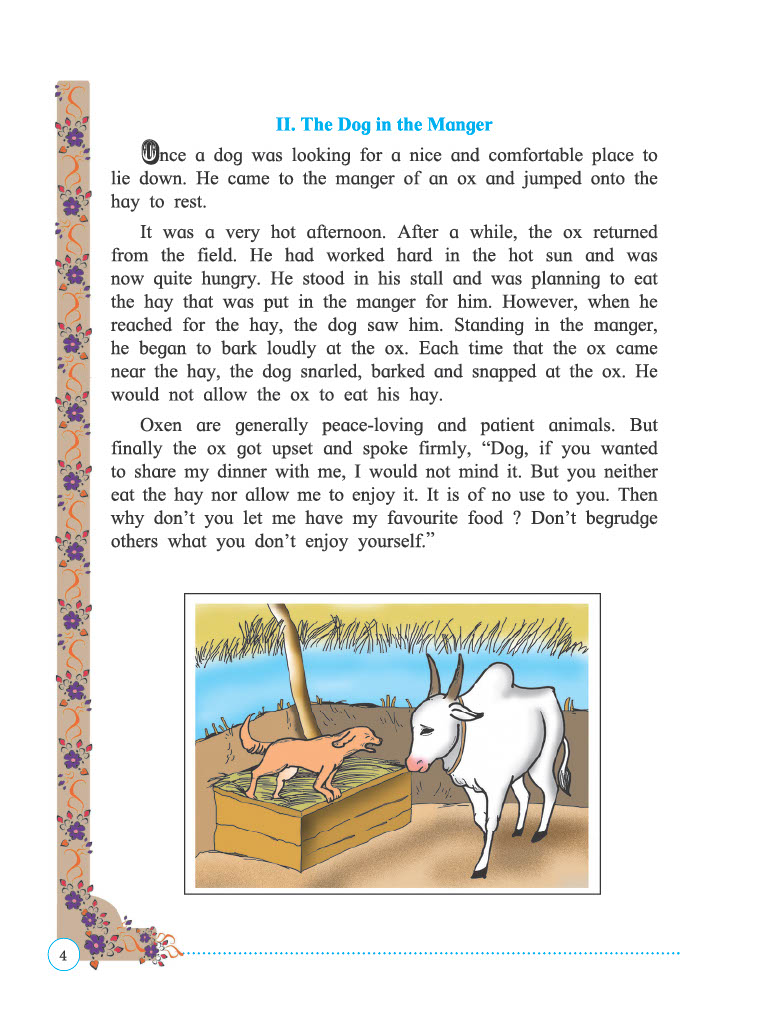 II. The Dog in the Manger
Once a dog was looking for a nice and comfortable place to
lie down. He came to the manger of an ox and jumped onto the
hay to rest.
It was a very hot afternoon. After a while, the ox returned
from the field. He had worked hard in the hot sun and was
now quite hungry. He stood in his stall and was planning to eat
the hay that was put in the manger for him. However, when he
reached for the hay, the dog saw him. Standing in the manger,
he began to bark loudly at the ox. Each time that the ox came
near the hay, the dog snarled, barked and snapped at the ox. He
would not allow the ox to eat his hay.
Oxen are generally peace-loving and patient animals. But
finally the ox got upset and spoke firmly, “Dog, if you wanted
to share my dinner with me, I would not mind it. But you neither
eat the hay nor allow me to enjoy it. It is of no use to you. Then
why don’t you let me have my favourite food ? Don’t begrudge
others what you don’t enjoy yourself.”
4